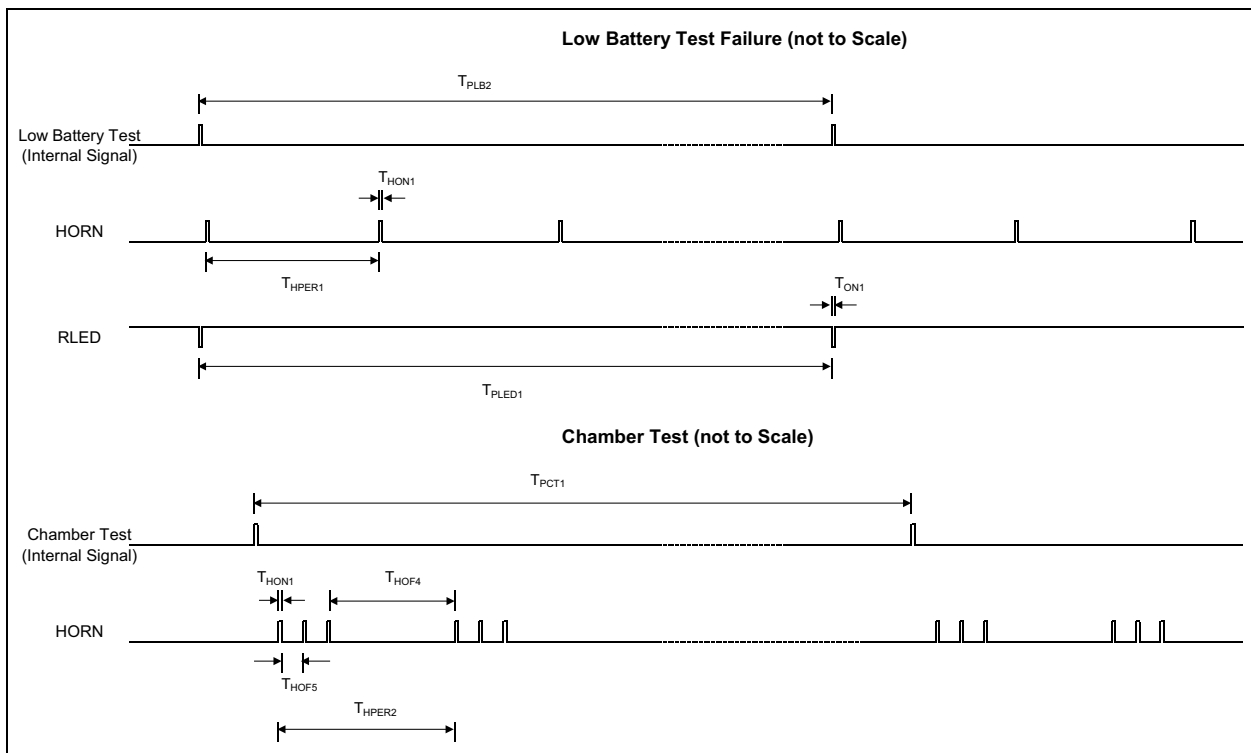 Low Battery Test Failure (not to Scale)
TPLB2
Low Battery Test
(Internal Signal)
THON1
HORN
THPER1
TON1
RLED
TPLED1
Chamber Test (not to Scale)
TPCT1
Chamber Test
(Internal Signal)
THON1
THOF4
HORN
THOF5
THPER2